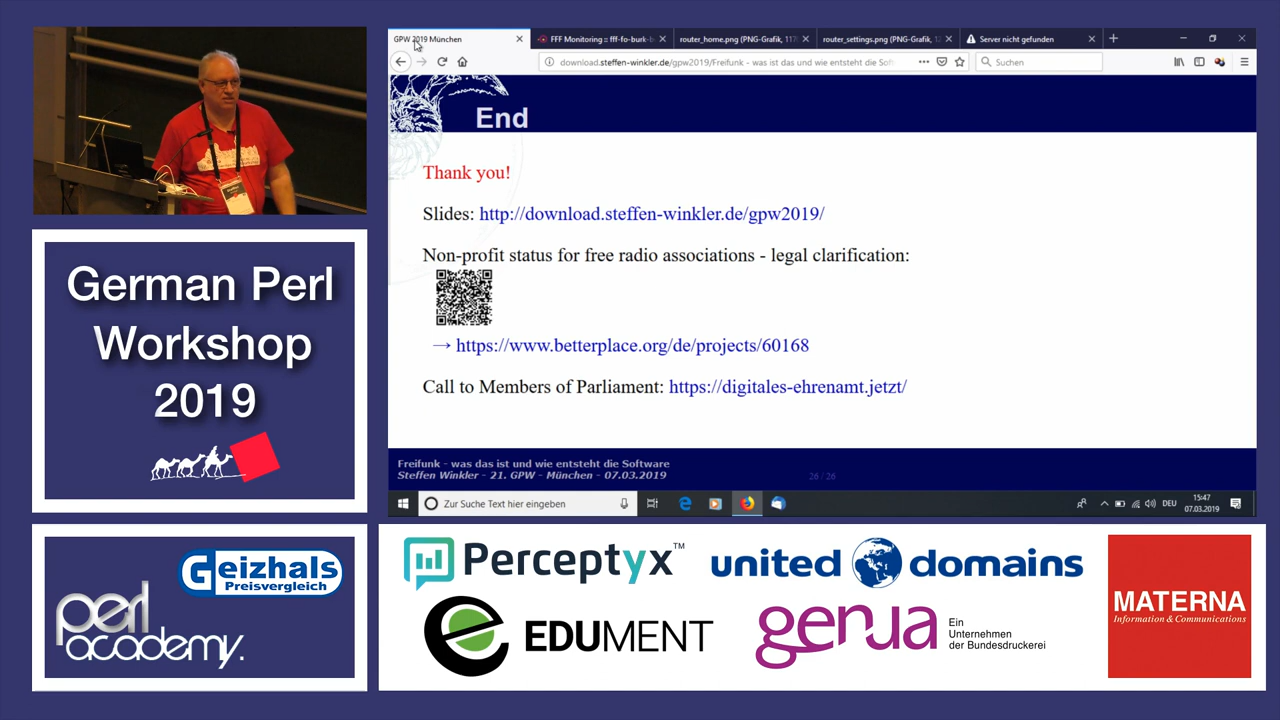 German Perl
Workshop
2019
Geizhals
Preisvergleich
perl
academy.
GPW 2019 München
FFF Monitoring :: fff-fo-burk-b
router_home.png (PNG-Grafik, 117
router_settings.png (PNG-Grafik, 12
Server nicht gefunden
download.steffen-winkler.de/gpw2019/Freifunk - was das ist und wie entsteht die Sof
Suchen
End
Thank you!
Slides: http://download.steffen-winkler.de/gpw2019/
Non-profit status for free radio associations - legal clarification:
→ https://www.betterplace.org/de/projects/60168
Call to Members of Parliament: https://digitales-ehrenamt.jetzt/
Freifunk - was das ist und wie entsteht die Software
Steffen Winkler - 21. GPW - München - 07.03.2019
26 / 26
Zur Suche Text hier eingeben
DEU
15:47
07.03.2019
Perceptyx™
united domains
MATERNA
Information & Communications
EDUMENT
genua
Ein
Unternehmen
der Bundesdruckerei